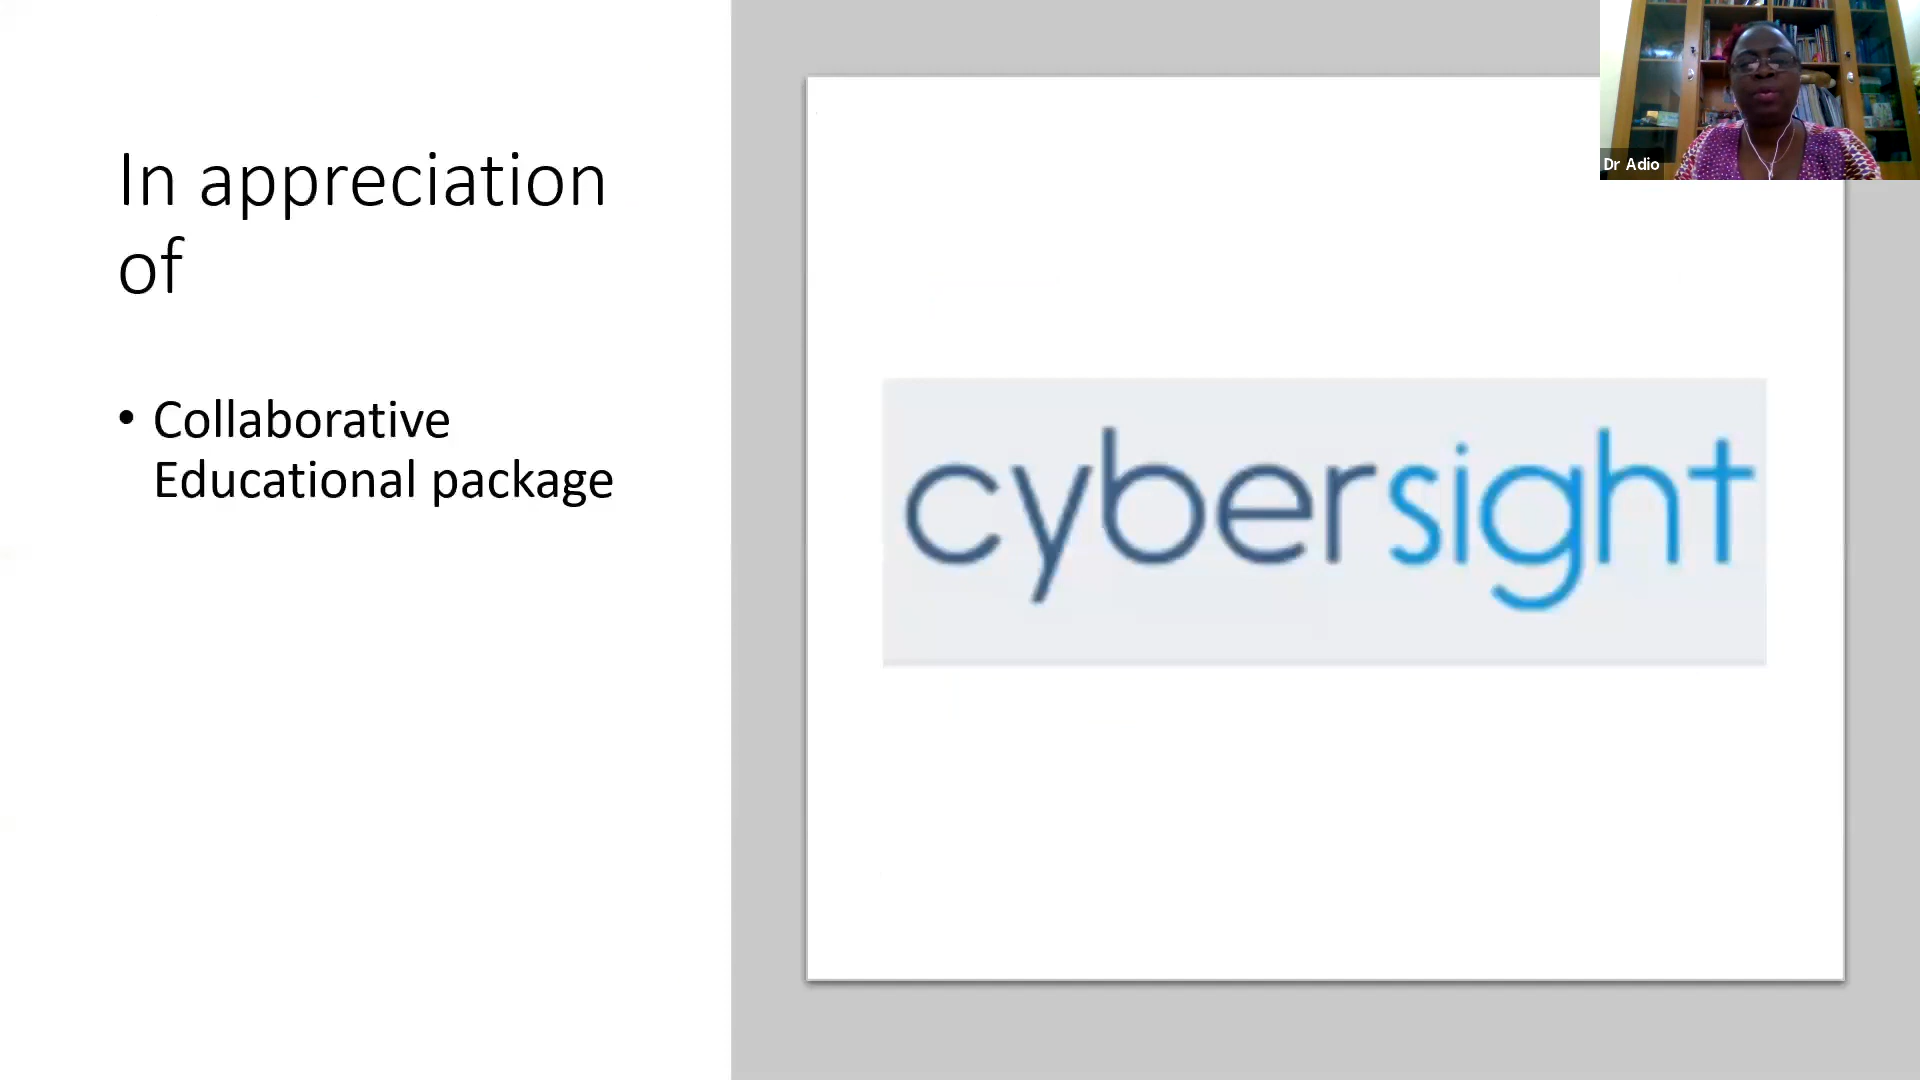 In appreciation
of
• Collaborative
Educational package
cybersight
Dr Adio